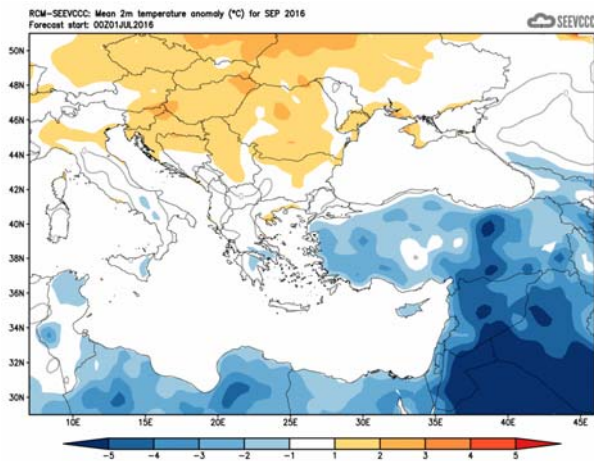 RCM-SEEVCCC: Mean 2m temperature anomaly (°C) for SEP 2016
Forecast start: 00Z01JUL2016
SEEVCCC
50N
48N
46N
44N
42N
40N
38N
36N
34N
32N
30N
10E 15E 20E 25E 30E 35E 40E 45E
-5 -4 -3 -2 -1 1 2 3 4 5